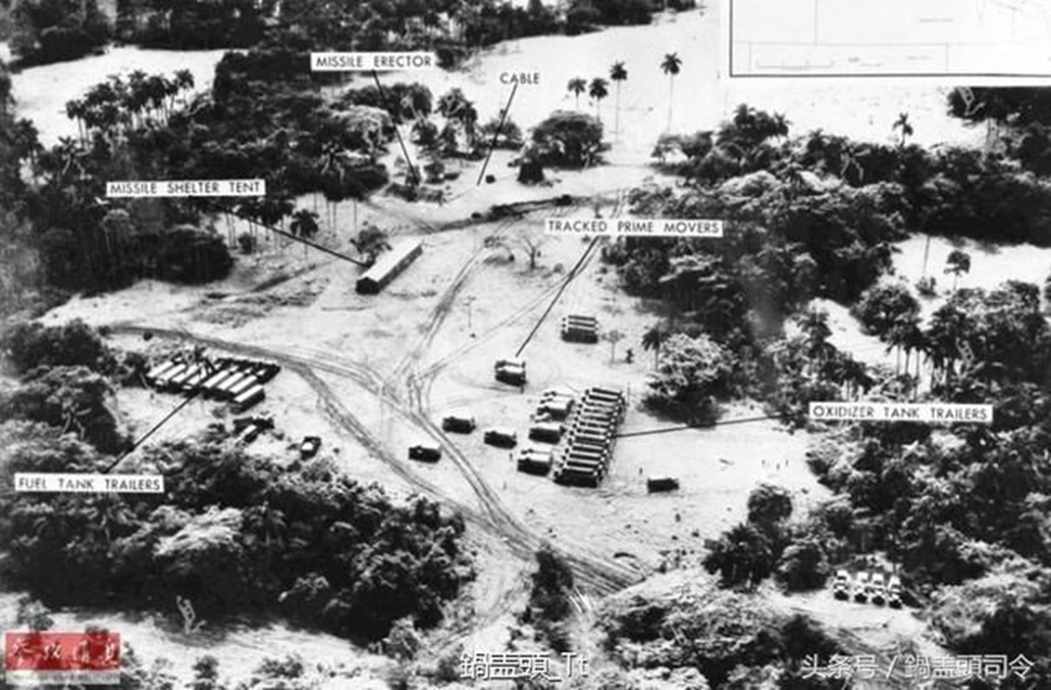 MISSILE ERECTOR
CABLE
MISSILE SHELTER TENT
TRACKED PRIME MOVERS
OXIDIZER TANK TRAILERS
FUEL TANK TRAILERS
鍋盖頭_Tt
头条号 / 鍋盖頭司令